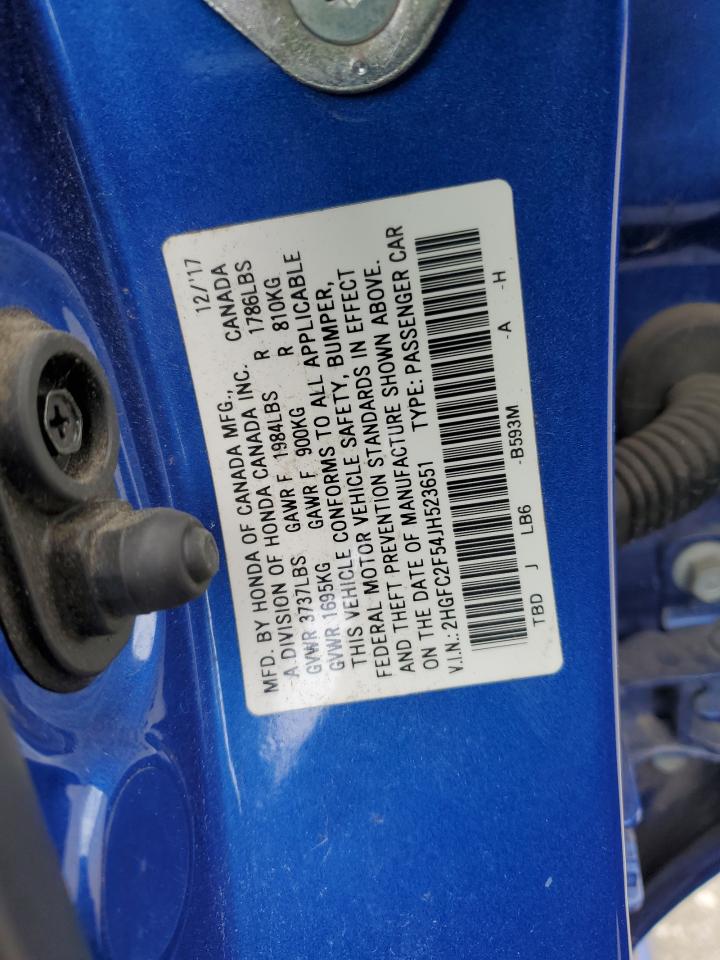 12/'17
MFD. BY HONDA OF CANADA MFG.,
A DIVISION OF HONDA CANADA INC. CANADA
GVWR 3737LBS GAWR F 1984LBS R 1786LBS
GVWR 1695KG GAWR F 900KG R 810KG
THIS VEHICLE CONFORMS TO ALL APPLICABLE
FEDERAL MOTOR VEHICLE SAFETY, BUMPER,
AND THEFT PREVENTION STANDARDS IN EFFECT
ON THE DATE OF MANUFACTURE SHOWN ABOVE.
V.I.N.: 2HGFC2F54JH523651 TYPE: PASSENGER CAR
TBD J LB6 -B593M -A -H